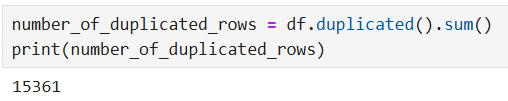 number_of_duplicated_rows = df.duplicated().sum()
print(number_of_duplicated_rows)
15361